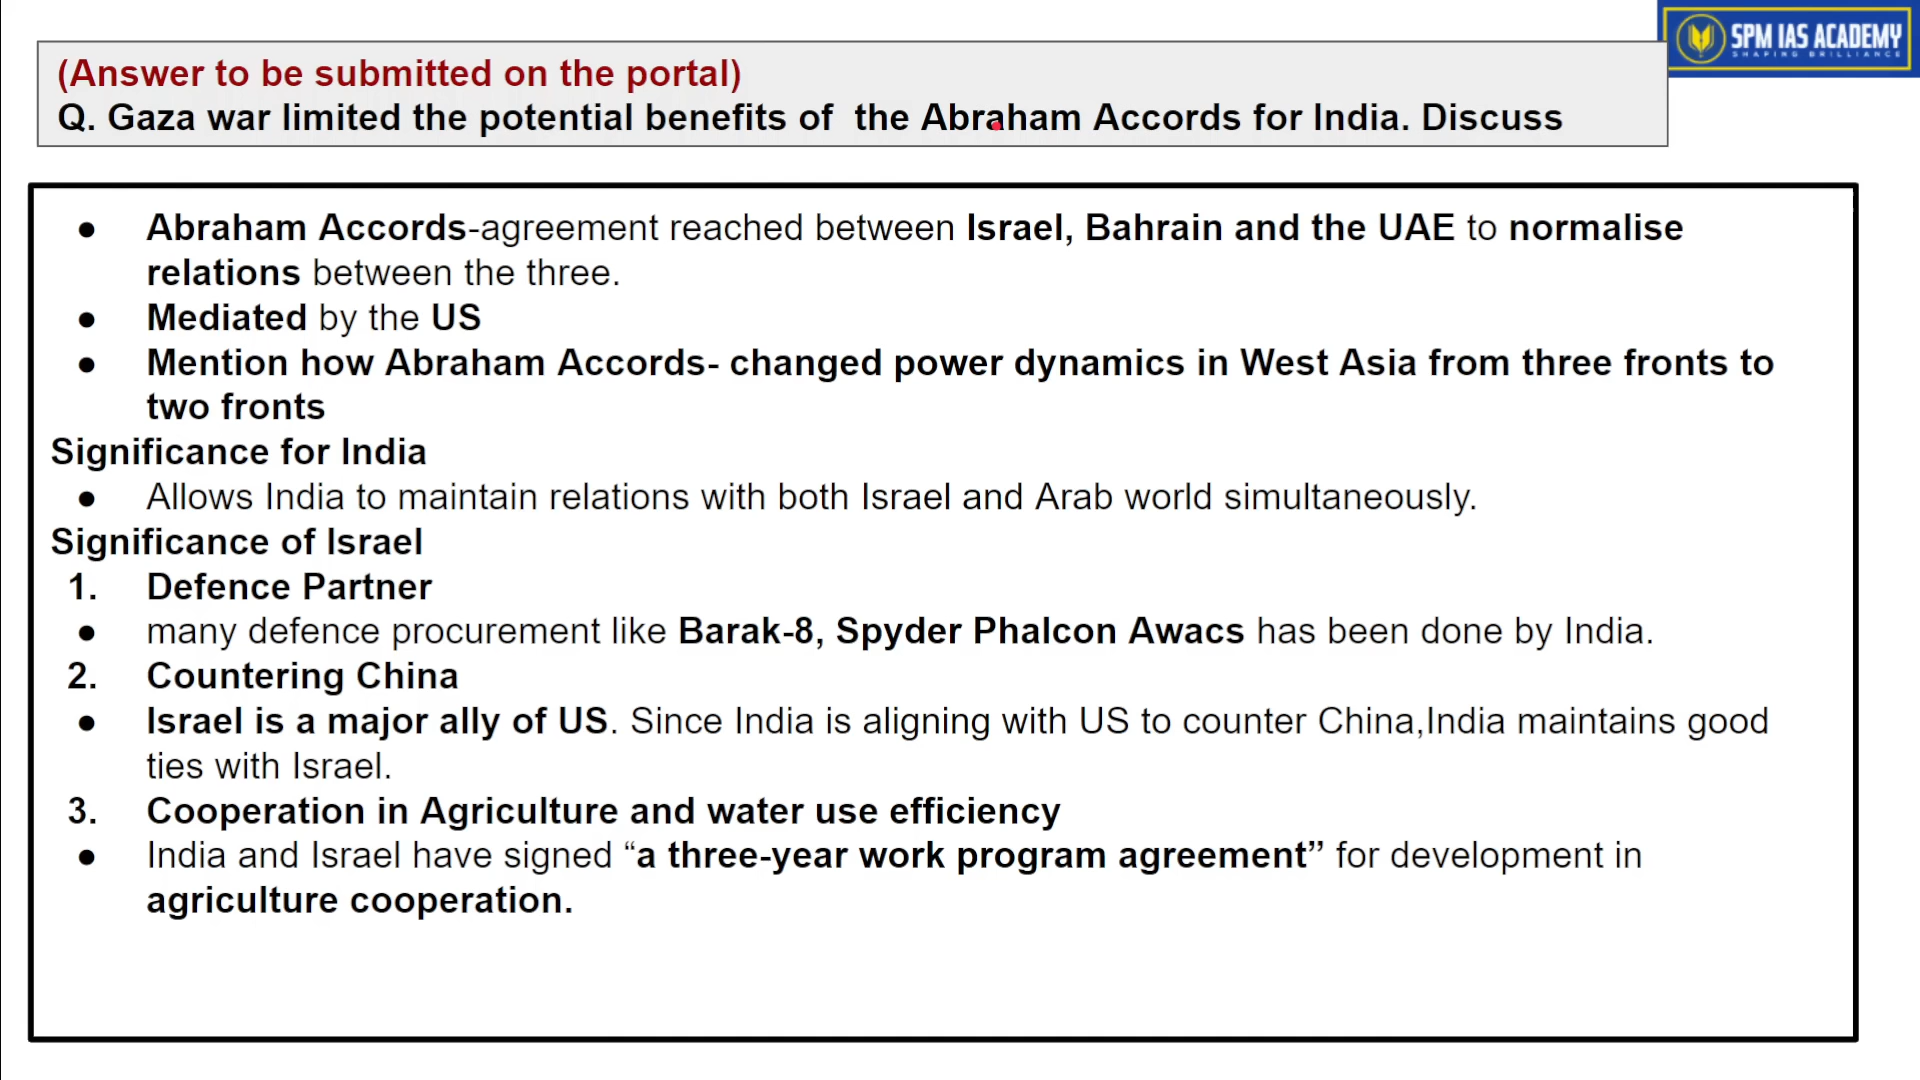 SPM IAS ACADEMY
SHAPING BRILLIANCE
(Answer to be submitted on the portal)
Q. Gaza war limited the potential benefits of  the Abraham Accords for India. Discuss
● Abraham Accords-agreement reached between Israel, Bahrain and the UAE to normalise
relations between the three.
● Mediated by the US
● Mention how Abraham Accords- changed power dynamics in West Asia from three fronts to
two fronts
Significance for India
● Allows India to maintain relations with both Israel and Arab world simultaneously.
Significance of Israel
1. Defence Partner
● many defence procurement like Barak-8, Spyder Phalcon Awacs has been done by India.
2. Countering China
● Israel is a major ally of US. Since India is aligning with US to counter China,India maintains good
ties with Israel.
3. Cooperation in Agriculture and water use efficiency
● India and Israel have signed “a three-year work program agreement” for development in
agriculture cooperation.